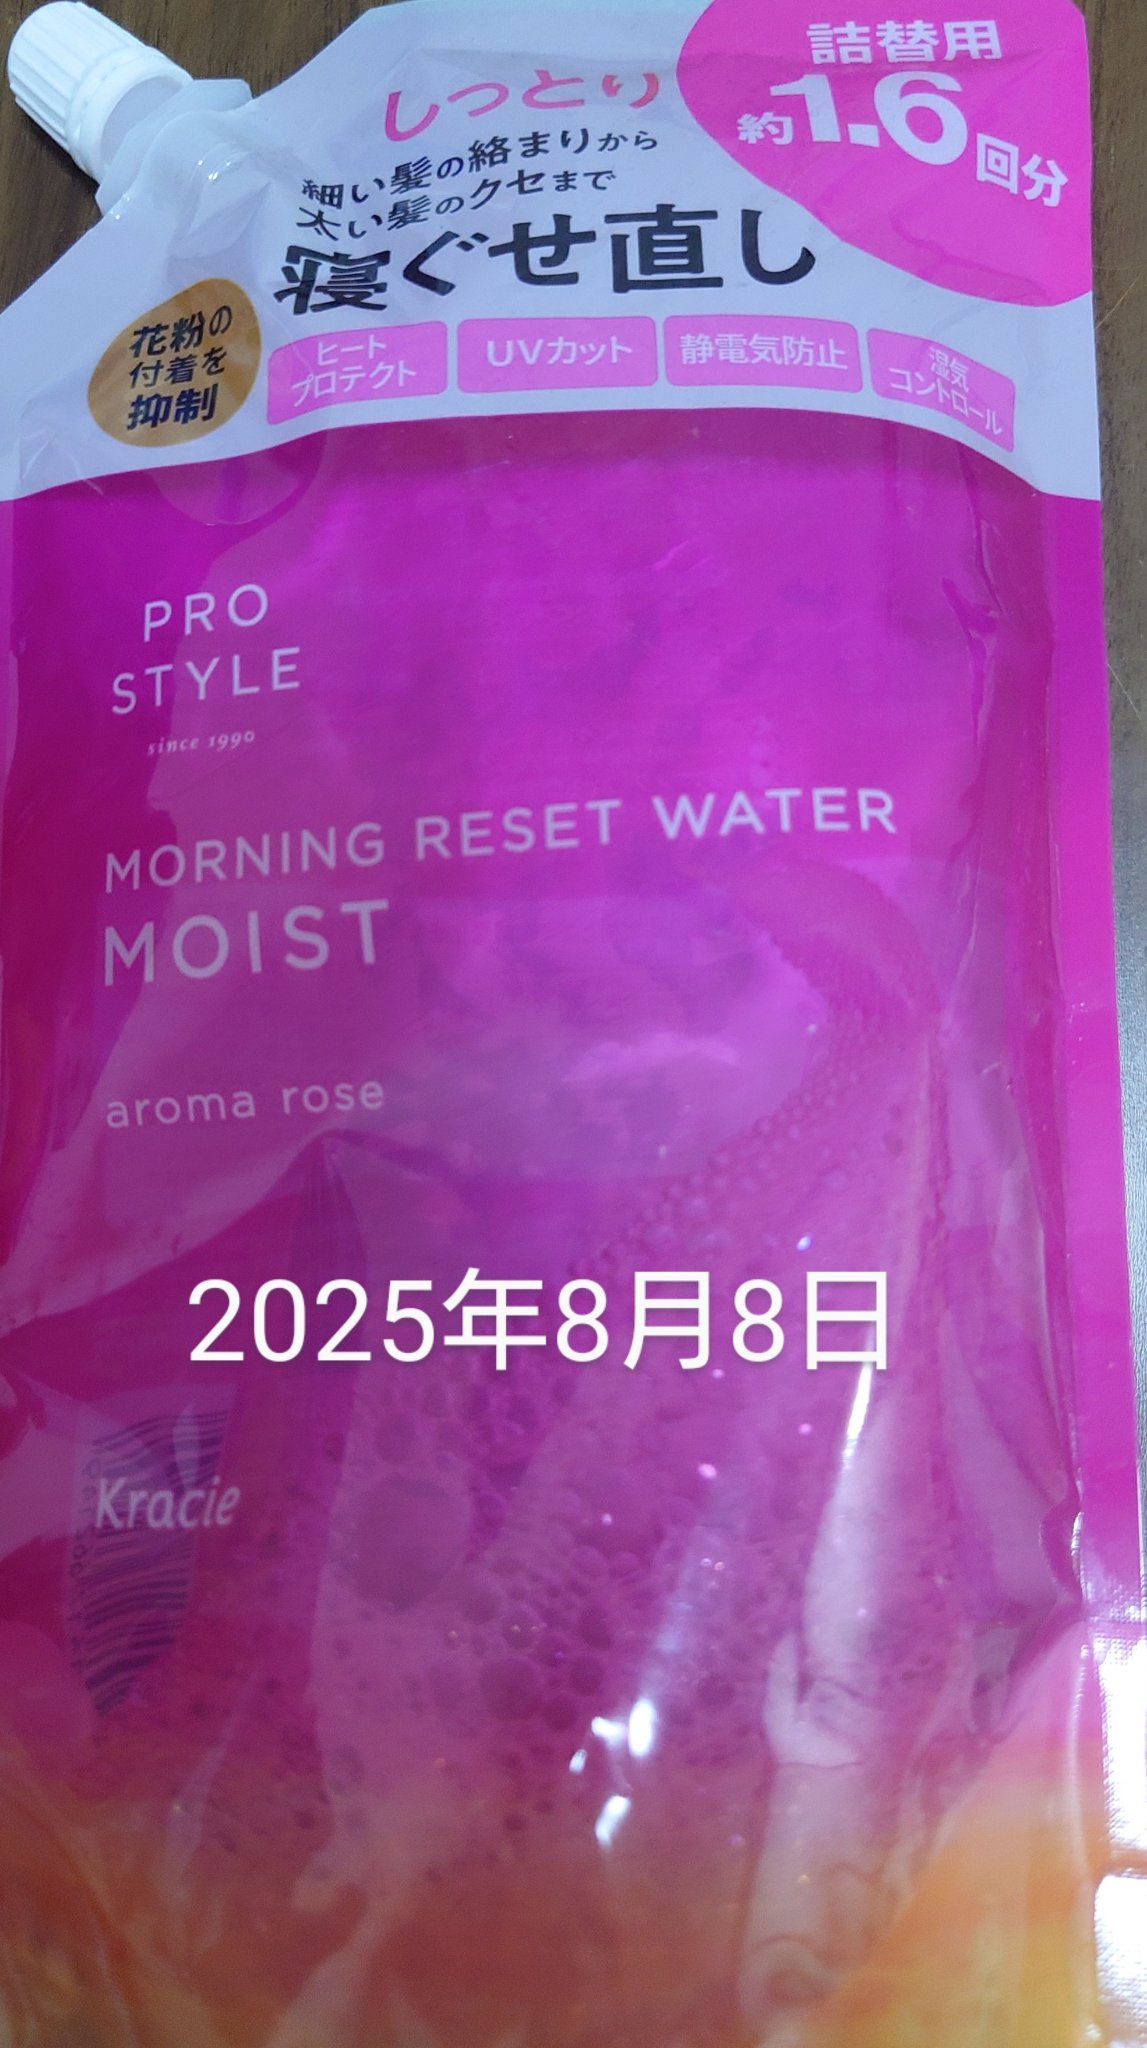 詰替用
約1.6回分
しっとり
細い髪の絡まりから
太い髪のクセまで
寝ぐせ直し
花粉の
付着を
抑制
ヒート
プロテクト
UVカット
静電気防止
湿気
コントロール
PRO
STYLE
since 1990
MORNING RESET WATER
MOIST
aroma rose
2025年8月8日
Kracie